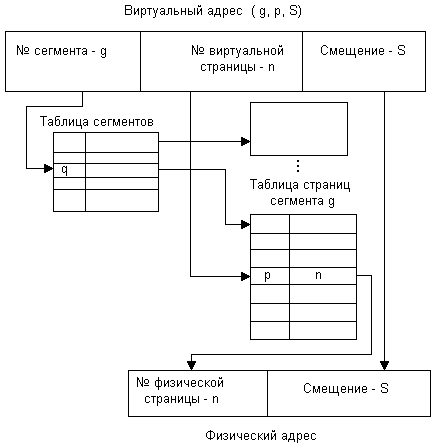 Виртуальный адрес ( g, p, S)
№ сегмента - g
№ виртуальной
страницы - n
Смещение - S
Таблица сегментов
q
Таблица страниц
сегмента g
p n
№ физической
страницы - n
Смещение - S
Физический адрес